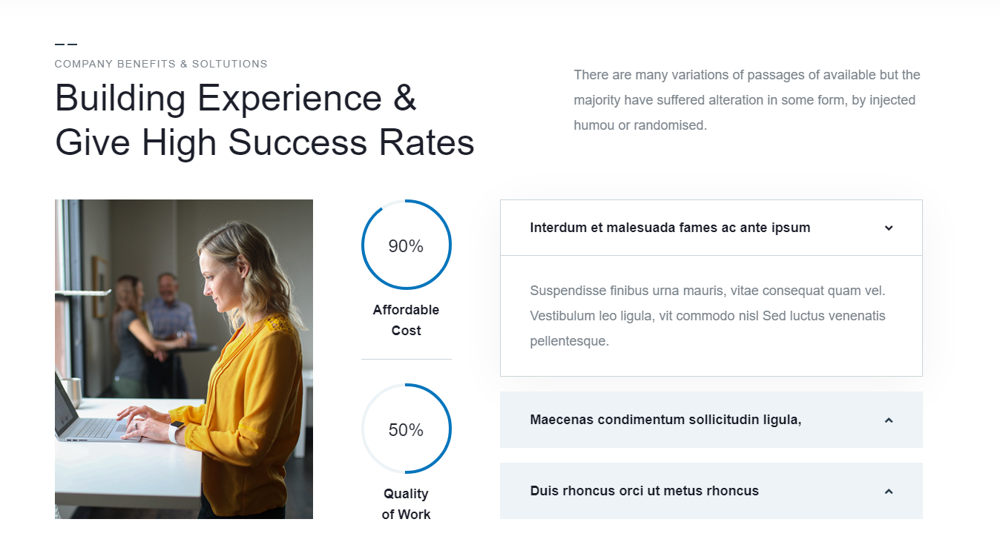 COMPANY BENEFITS & SOLTUTIONS
Building Experience &
Give High Success Rates
There are many variations of passages of available but the
majority have suffered alteration in some form, by injected
humou or randomised.
90%
Affordable
Cost
50%
Quality
of Work
Interdum et malesuada fames ac ante ipsum
Suspendisse finibus urna mauris, vitae consequat quam vel.
Vestibulum leo ligula, vit commodo nisl Sed luctus venenatis
pellentesque.
Maecenas condimentum sollicitudin ligula,
Duis rhoncus orci ut metus rhoncus